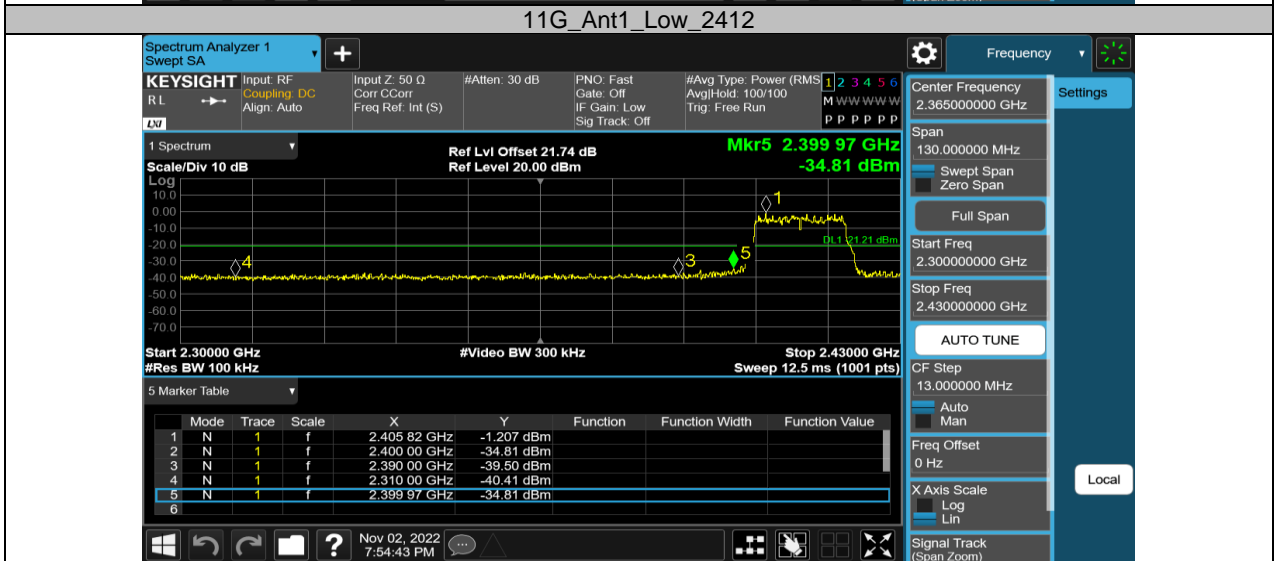 11G_Ant1_Low_2412
Spectrum Analyzer 1
Swept SA
Frequency
KEYSIGHT
RL
LXI
Input: RF
Coupling: DC
Align: Auto
Input Z: 50 Ω
Corr CCorr
Freq Ref: Int (S)
#Atten: 30 dB
PNO: Fast
Gate: Off
IF Gain: Low
Sig Track: Off
#Avg Type: Power (RMS
Avg|Hold: 100/100
Trig: Free Run
1 2 3 4 5 6
M W W W W W
P P P P P P
1 Spectrum
Scale/Div 10 dB
Ref Lvl Offset 21.74 dB
Ref Level 20.00 dBm
Mkr5 2.399 97 GHz
-34.81 dBm
Log
10.0
0.00
-10.0
-20.0
-30.0
-40.0
-50.0
-60.0
-70.0
1
DL1 -21.21 dBm
4
3
5
Start 2.30000 GHz
#Video BW 300 kHz
Stop 2.43000 GHz
#Res BW 100 kHz
Sweep 12.5 ms (1001 pts)
5 Marker Table
Mode Trace Scale X Y Function Function Width Function Value
1 N 1 f 2.405 82 GHz -1.207 dBm
2 N 1 f 2.400 00 GHz -34.81 dBm
3 N 1 f 2.390 00 GHz -39.50 dBm
4 N 1 f 2.310 00 GHz -40.41 dBm
5 N 1 f 2.399 97 GHz -34.81 dBm
6
Nov 02, 2022
7:54:43 PM
Center Frequency
2.365000000 GHz
Settings
Span
130.000000 MHz
Swept Span
Zero Span
Full Span
Start Freq
2.300000000 GHz
Stop Freq
2.430000000 GHz
AUTO TUNE
CF Step
13.000000 MHz
Auto
Man
Freq Offset
0 Hz
Local
X Axis Scale
Log
Lin
Signal Track
(Span Zoom)